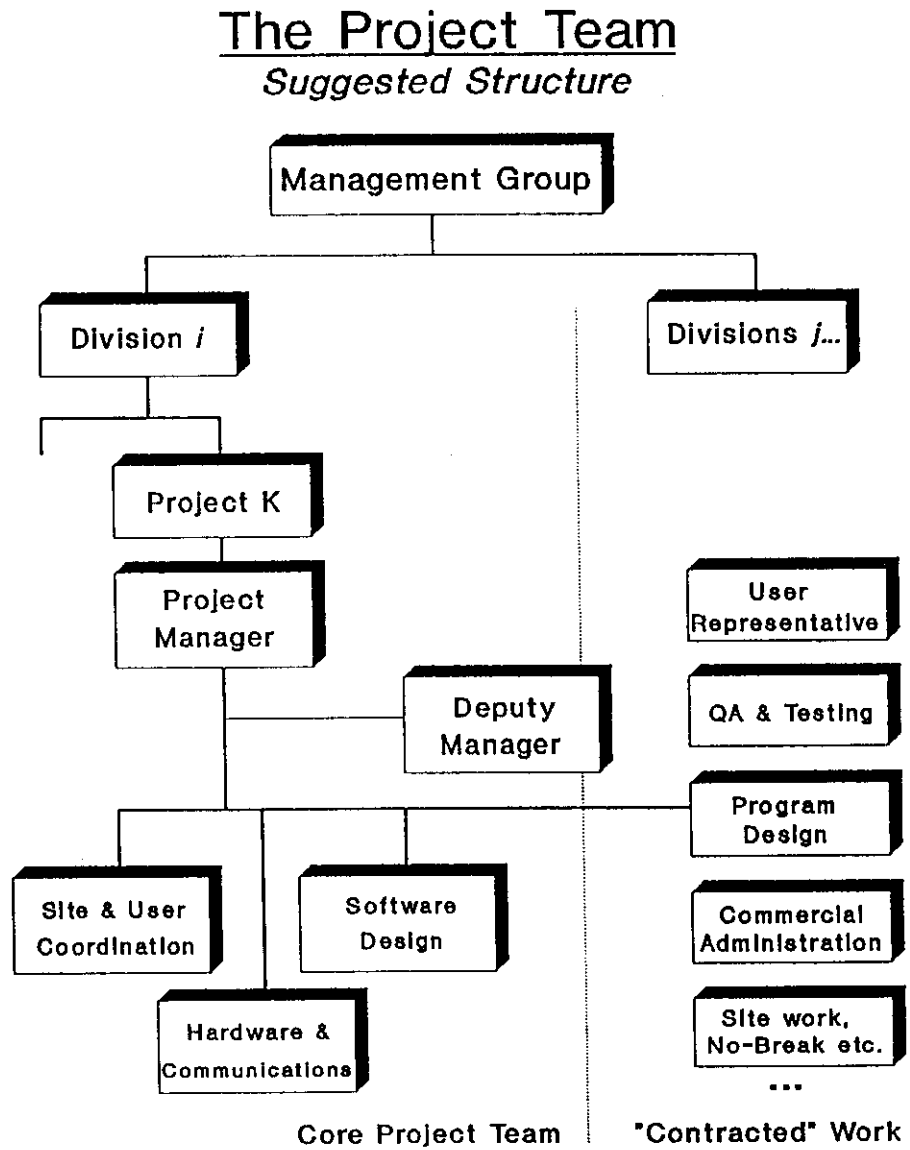 The Project Team
Suggested Structure
Management Group
Division i
Divisions j...
Project K
Project
Manager
Deputy
Manager
User
Representative
QA & Testing
Program
Design
Commercial
Administration
Site work,
No-Break etc.
...
Site & User
Coordination
Software
Design
Hardware &
Communications
Core Project Team
"Contracted" Work